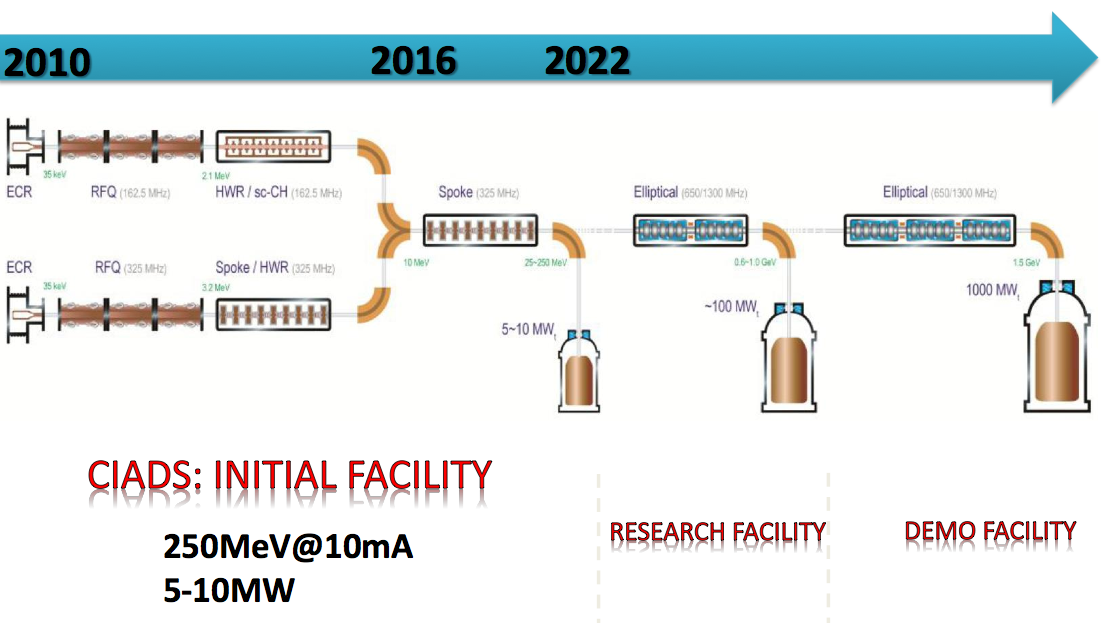 2010 2016 2022
35 keV 2.1 MeV
ECR RFQ (162.5 MHz) HWR / sc-CH (162.5 MHz) Spoke (325 MHz) Elliptical (650/1300 MHz) Elliptical (650/1300 MHz)
10 MeV 25~250 MeV 0.6~1.0 GeV 1.5 GeV
ECR RFQ (325 MHz) Spoke / HWR (325 MHz)
35 keV 3.2 MeV
5~10 MWt ~100 MWt 1000 MWt
CIADS: INITIAL FACILITY
250MeV@10mA
5-10MW
RESEARCH FACILITY
DEMO FACILITY